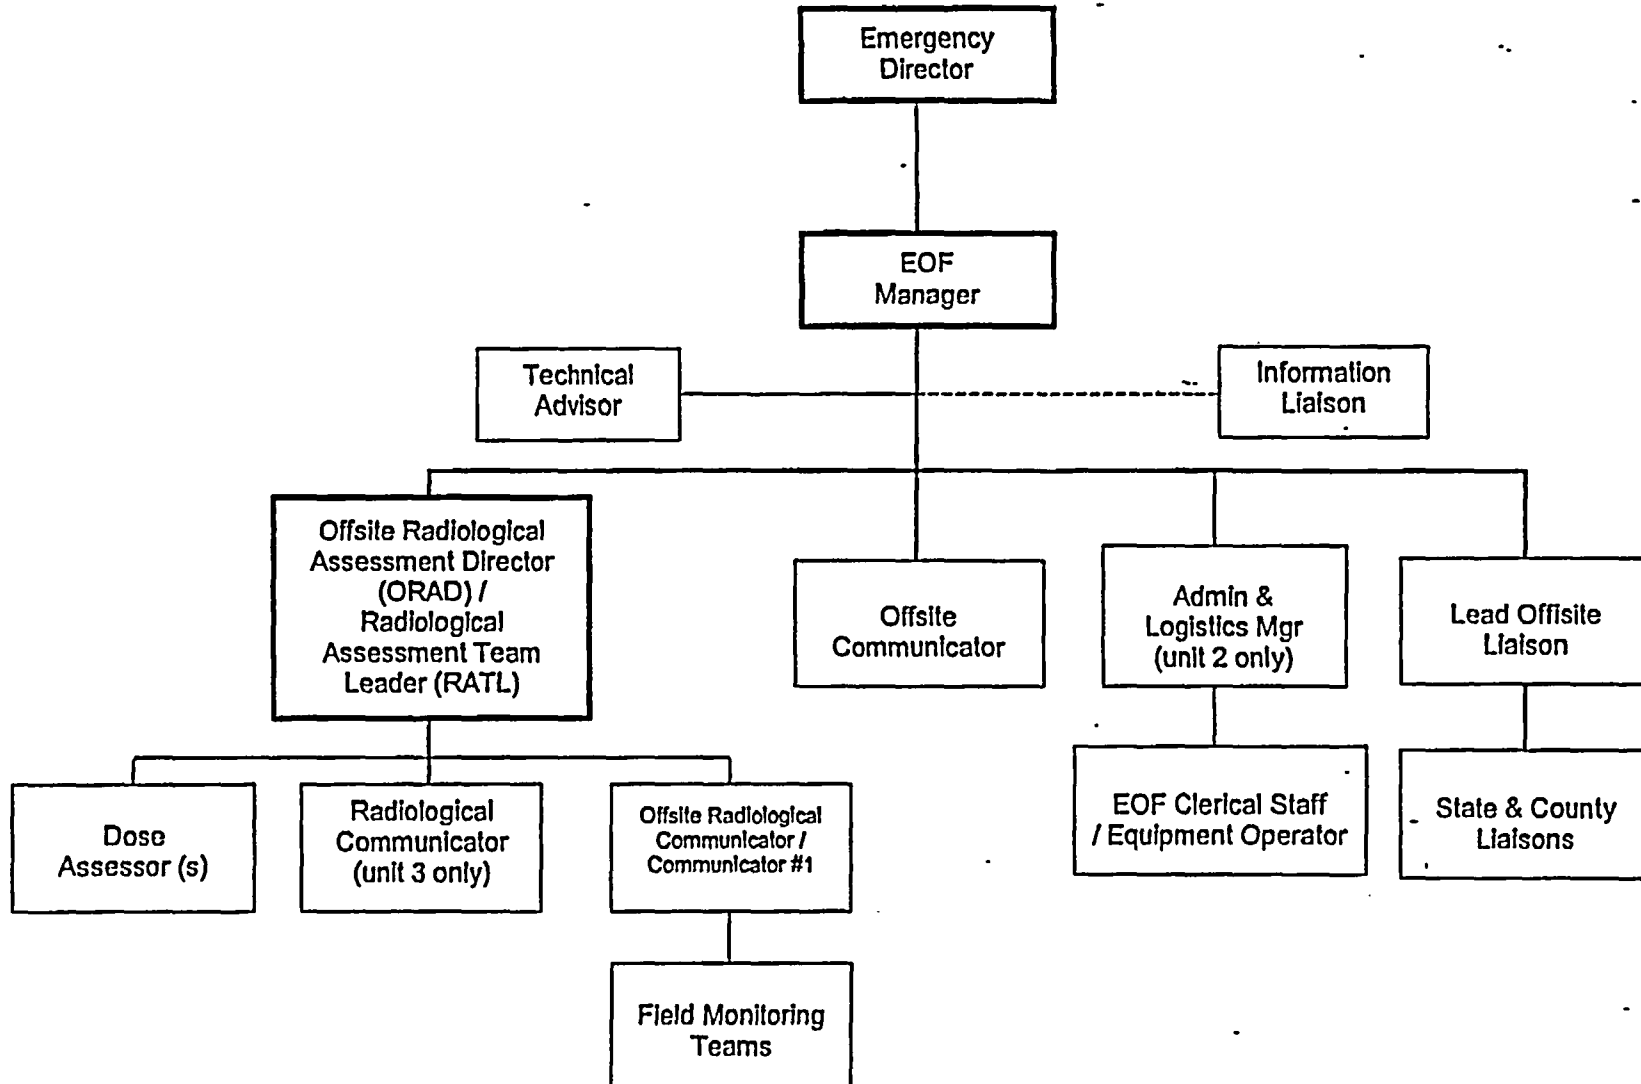 Emergency
Director
EOF
Manager
Technical
Advisor
Information
Liaison
Offsite Radiological
Assessment Director
(ORAD) /
Radiological
Assessment Team
Leader (RATL)
Offsite
Communicator
Admin &
Logistics Mgr
(unit 2 only)
Lead Offisite
Liaison
Dose
Assessor (s)
Radiological
Communicator
(unit 3 only)
Offsite Radiological
Communicator /
Communicator #1
EOF Clerical Staff
/ Equipment Operator
State & County
Liaisons
Field Monitoring
Teams